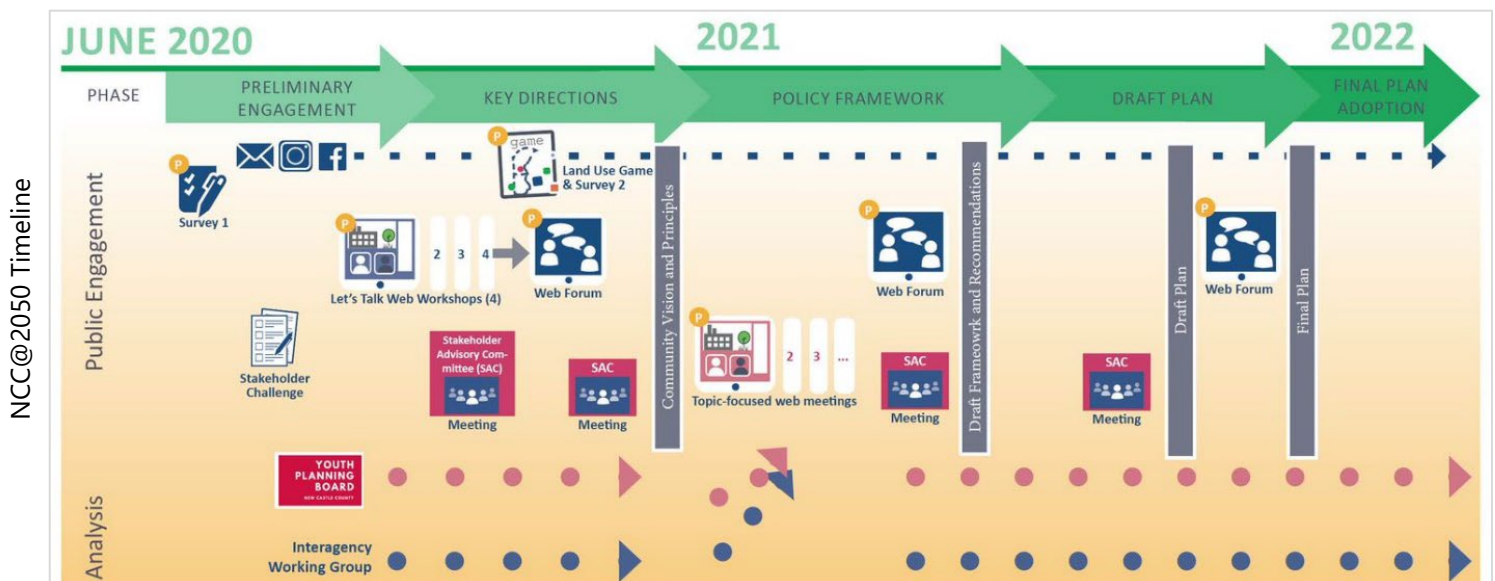 NCC@2050 Timeline
JUNE 2020
2021
2022
PHASE
PRELIMINARY
ENGAGEMENT
KEY DIRECTIONS
POLICY FRAMEWORK
DRAFT PLAN
FINAL PLAN
ADOPTION
Public Engagement
P
Survey 1
P
game
Land Use Game
& Survey 2
P
2
3
4
Let's Talk Web Workshops (4)
P
Web Forum
Stakeholder
Challenge
Stakeholder
Advisory Com-
mittee (SAC)
Meeting
SAC
Meeting
Community Vision and Principles
P
2
3
...
Topic-focused web meetings
P
Web Forum
SAC
Meeting
Draft Frameowrk and Recommendations
SAC
Meeting
Draft Plan
P
Web Forum
Final Plan
Analysis
YOUTH
PLANNING
BOARD
NEW CASTLE COUNTY
Interagency
Working Group